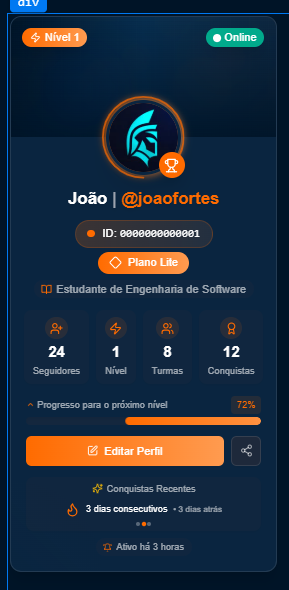 div
Nível 1
Online
João | @joaofortes
ID: 0000000000001
Plano Lite
Estudante de Engenharia de Software
24 1 8 12
Seguidores Nível Turmas Conquistas
Progresso para o próximo nível 72%
Editar Perfil
Conquistas Recentes
3 dias consecutivos • 3 dias atrás
Ativo há 3 horas